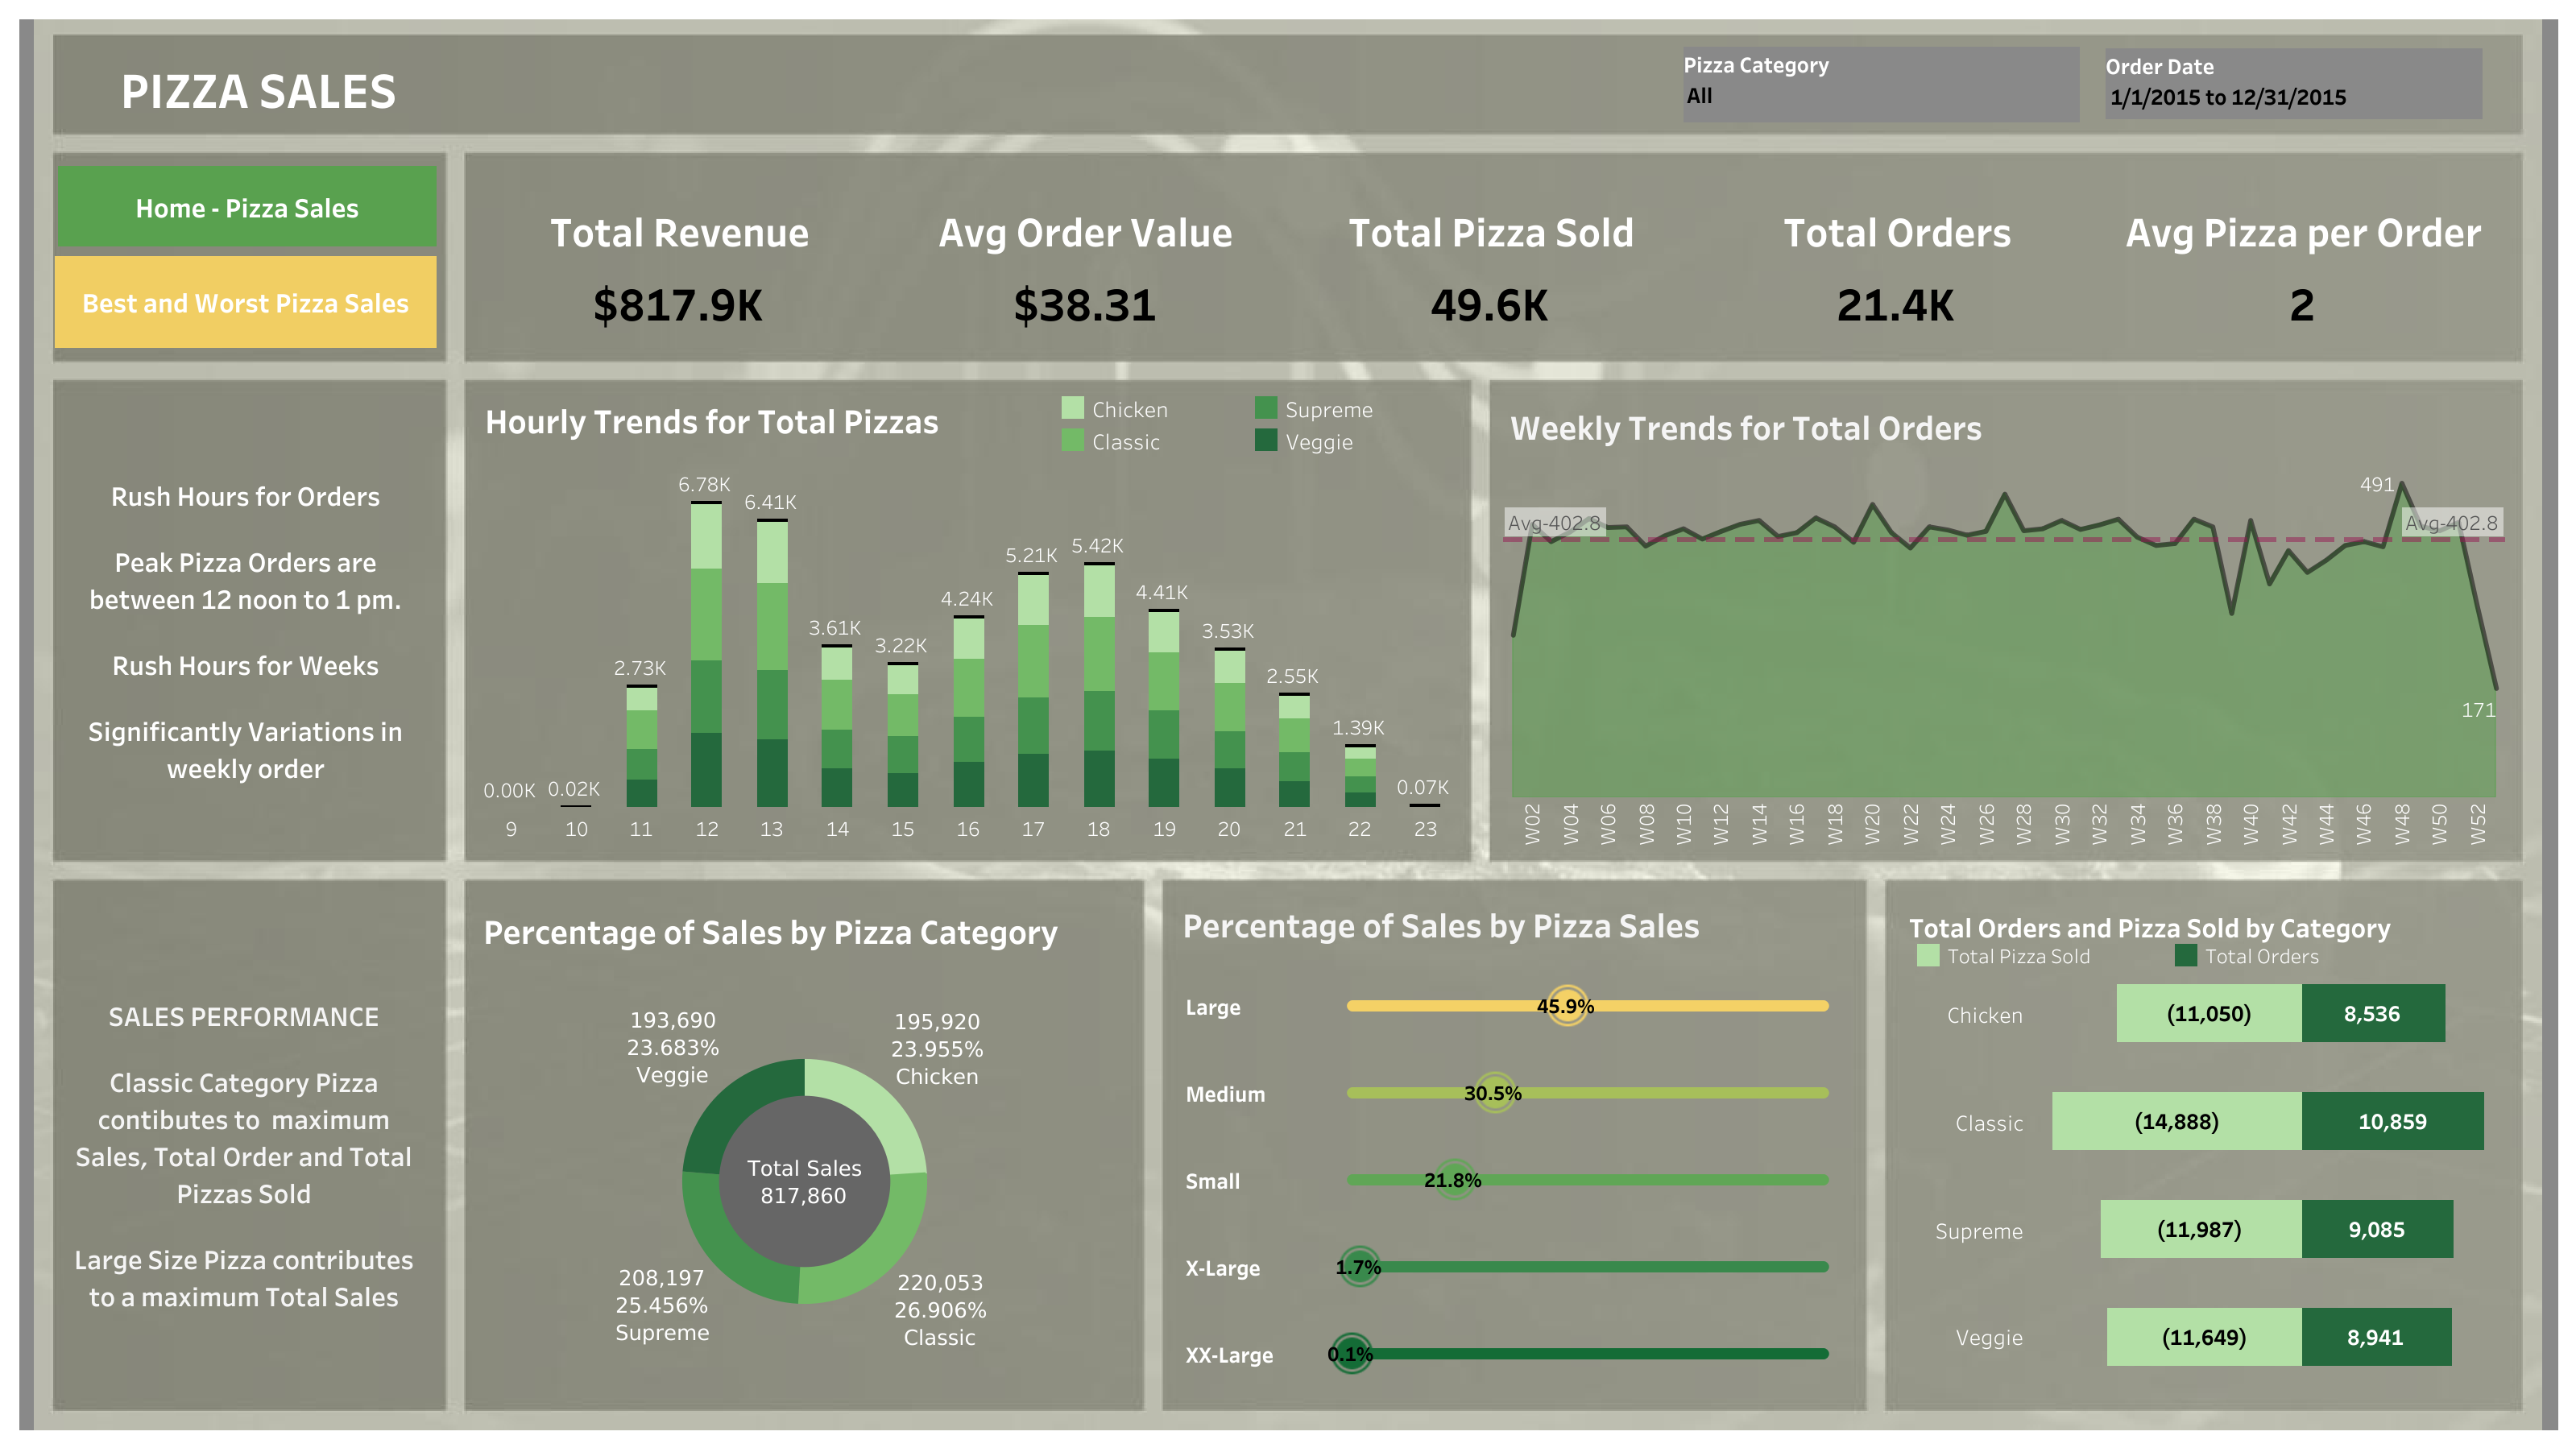 PIZZA SALES
Pizza Category
All
Order Date
1/1/2015 to 12/31/2015
Home - Pizza Sales
Best and Worst Pizza Sales
Total Revenue
$817.9K
Avg Order Value
$38.31
Total Pizza Sold
49.6K
Total Orders
21.4K
Avg Pizza per Order
2
Rush Hours for Orders
Peak Pizza Orders are
between 12 noon to 1 pm.
Rush Hours for Weeks
Significantly Variations in
weekly order
Hourly Trends for Total Pizzas
Chicken
Supreme
Classic
Veggie
0.00K
0.02K
2.73K
6.78K
6.41K
3.61K
3.22K
4.24K
5.21K
5.42K
4.41K
3.53K
2.55K
1.39K
0.07K
9
10
11
12
13
14
15
16
17
18
19
20
21
22
23
Weekly Trends for Total Orders
Avg-402.8
491
Avg-402.8
171
W02
W04
W06
W08
W10
W12
W14
W16
W18
W20
W22
W24
W26
W28
W30
W32
W34
W36
W38
W40
W42
W44
W46
W48
W50
W52
SALES PERFORMANCE
Classic Category Pizza
contibutes to  maximum
Sales, Total Order and Total
Pizzas Sold
Large Size Pizza contributes
to a maximum Total Sales
Percentage of Sales by Pizza Category
193,690
23.683%
Veggie
195,920
23.955%
Chicken
Total Sales
817,860
208,197
25.456%
Supreme
220,053
26.906%
Classic
Percentage of Sales by Pizza Sales
Large
45.9%
Medium
30.5%
Small
21.8%
X-Large
1.7%
XX-Large
0.1%
Total Orders and Pizza Sold by Category
Total Pizza Sold
Total Orders
Chicken
(11,050)
8,536
Classic
(14,888)
10,859
Supreme
(11,987)
9,085
Veggie
(11,649)
8,941